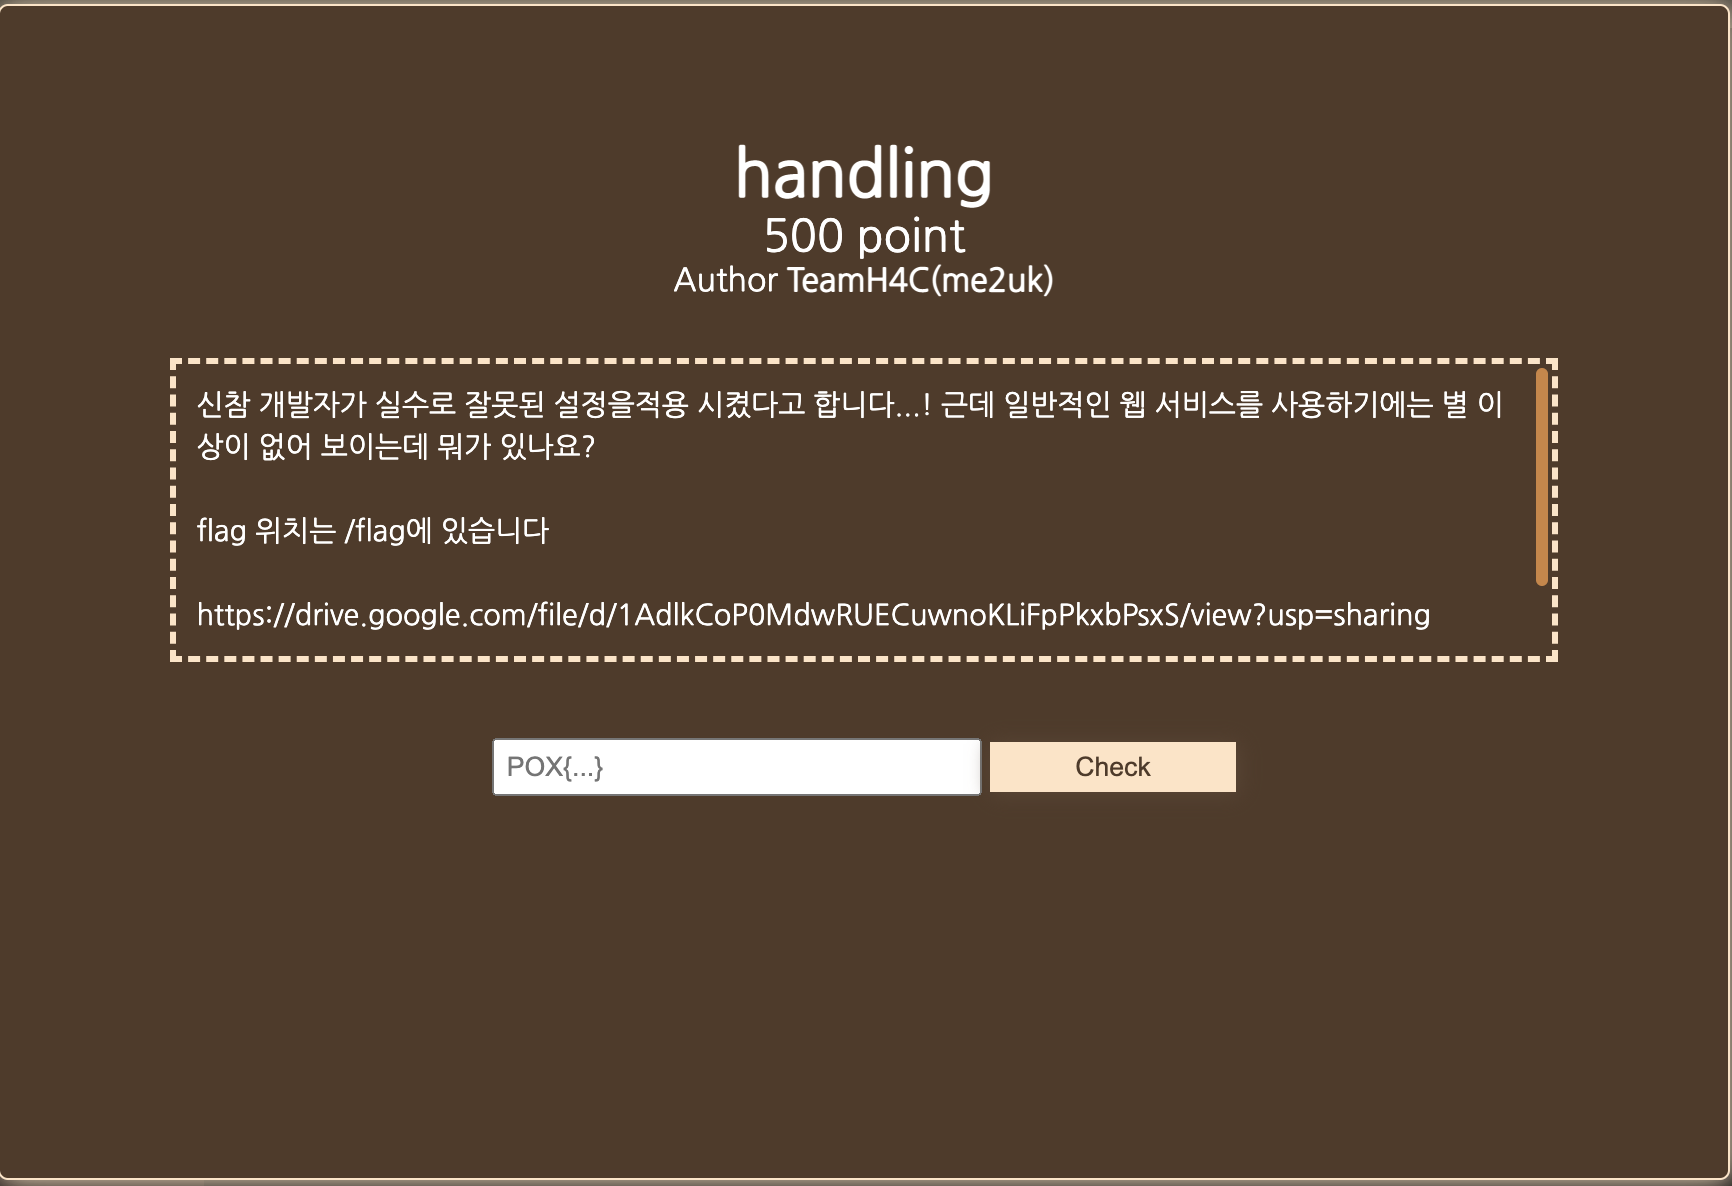 handling
500 point
Author TeamH4C(me2uk)
신참 개발자가 실수로 잘못된 설정을적용 시켰다고 합니다...! 근데 일반적인 웹 서비스를 사용하기에는 별 이
상이 없어 보이는데 뭐가 있나요?
flag 위치는 /flag에 있습니다
https://drive.google.com/file/d/1AdlkCoP0MdwRUECuwnoKLiFpPkxbPsxS/view?usp=sharing
POX{...} Check